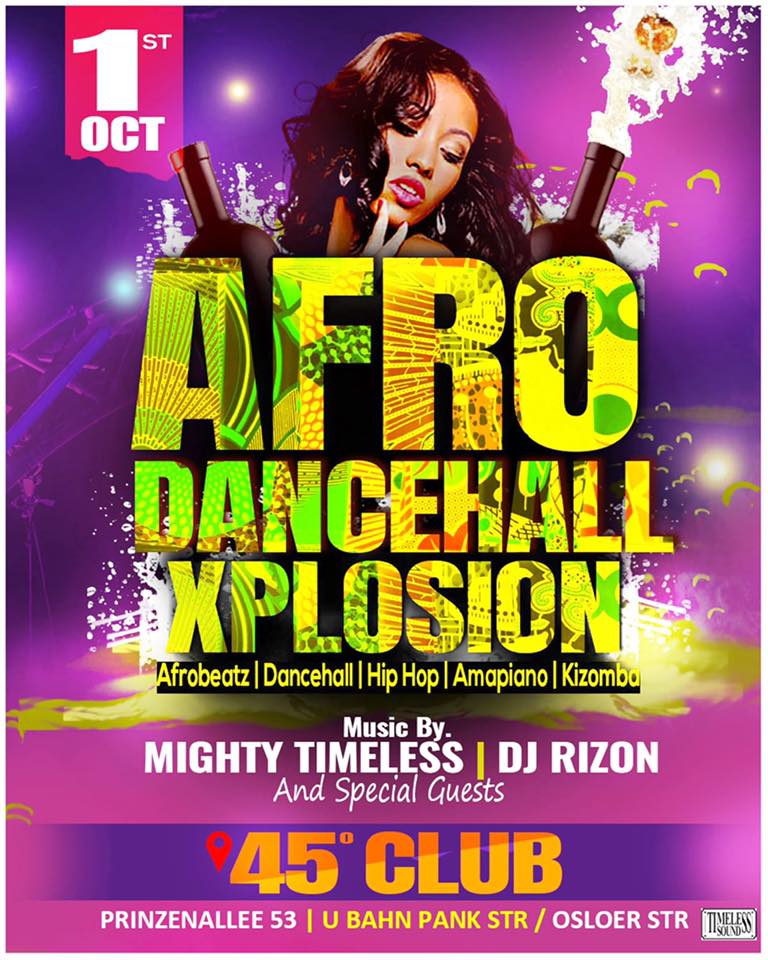 1ST
OCT
AFRO
DANCEHALL
XPLOSION
Afrobeatz | Dancehall | Hip Hop | Amapiano | Kizomba
Music By.
MIGHTY TIMELESS | DJ RIZON
And Special Guests
45° CLUB
PRINZENALLEE 53 | U BAHN PANK STR / OSLOER STR
TIMELESS
SOUND